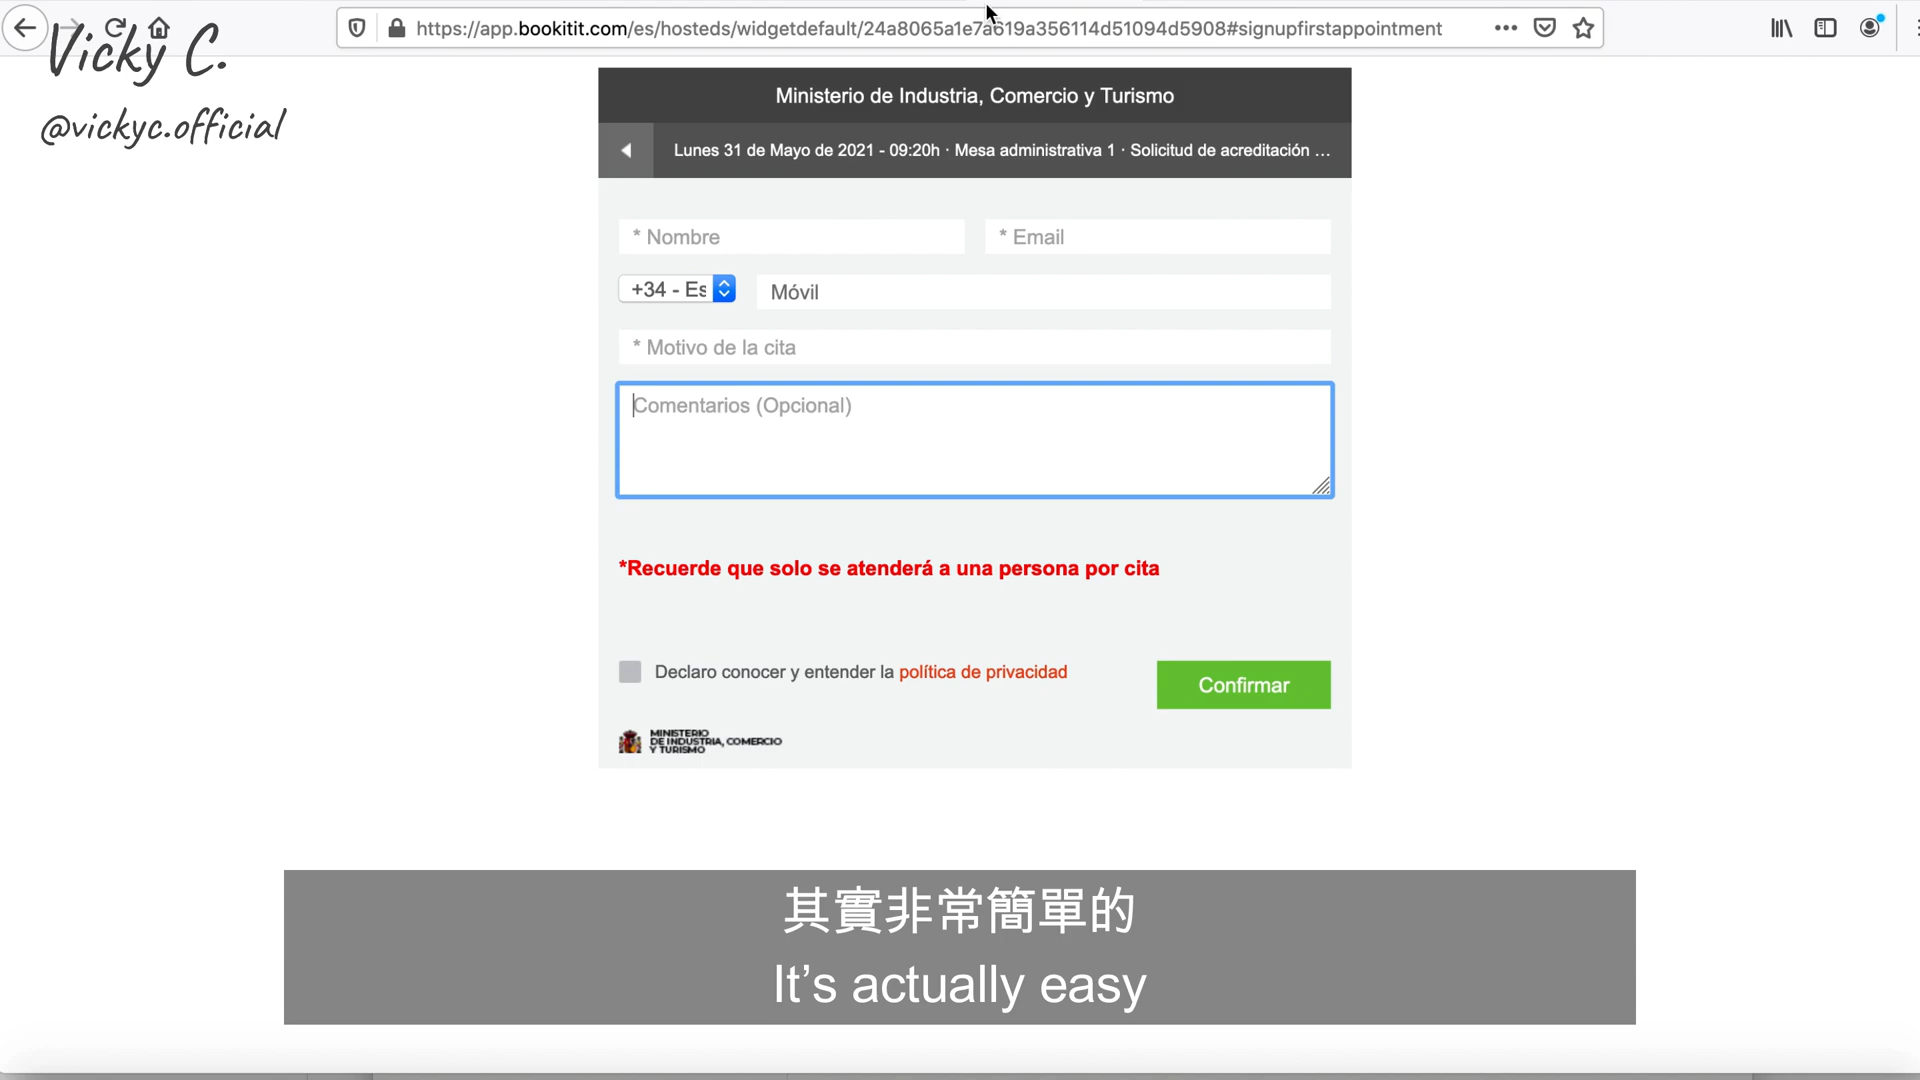 Vicky C.
@vickyc.official
https://app.bookitit.com/es/hosteds/widgetdefault/24a8065a1e7a619a356114d51094d5908#signupfirstappointment
Ministerio de Industria, Comercio y Turismo
Lunes 31 de Mayo de 2021 - 09:20h · Mesa administrativa 1 · Solicitud de acreditación ...
* Nombre
* Email
+34 - Es
Móvil
* Motivo de la cita
Comentarios (Opcional)
*Recuerde que solo se atenderá a una persona por cita
Declaro conocer y entender la política de privacidad
Confirmar
MINISTERIO
DE INDUSTRIA, COMERCIO
Y TURISMO
其實非常簡單的
It's actually easy